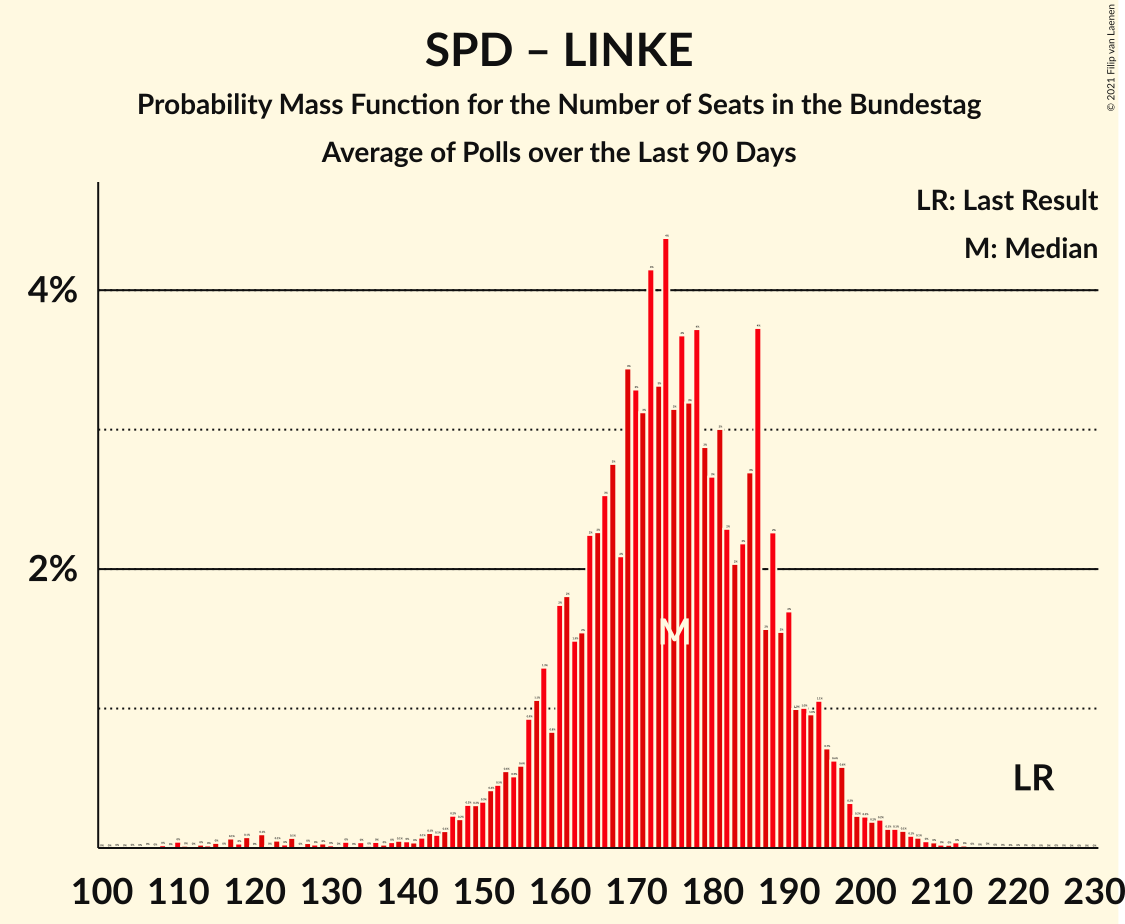 SPD – LINKE
Probability Mass Function for the Number of Seats in the Bundestag
Average of Polls over the Last 90 Days
© 2021 Filip van Laenen
LR: Last Result
M: Median
4%
2%
M
LR
100 110 120 130 140 150 160 170 180 190 200 210 220 230